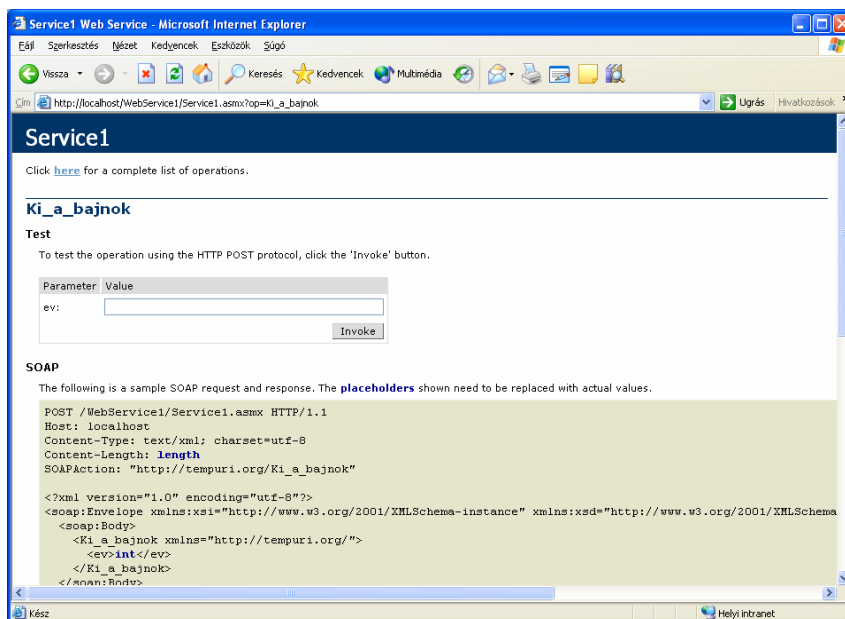 Service1 Web Service - Microsoft Internet Explorer
Fájl Szerkesztés Nézet Kedvencek Eszközök Súgó
Vissza Keresés Kedvencek Multimédia
Cím http://localhost/WebService1/Service1.asmx?op=Ki_a_bajnok Ugrás Hivatkozások
Service1
Click here for a complete list of operations.
Ki_a_bajnok
Test
To test the operation using the HTTP POST protocol, click the 'Invoke' button.
Parameter Value
ev:
Invoke
SOAP
The following is a sample SOAP request and response. The placeholders shown need to be replaced with actual values.
POST /WebService1/Service1.asmx HTTP/1.1
Host: localhost
Content-Type: text/xml; charset=utf-8
Content-Length: length
SOAPAction: "http://tempuri.org/Ki_a_bajnok"
<?xml version="1.0" encoding="utf-8"?>
<soap:Envelope xmlns:xsi="http://www.w3.org/2001/XMLSchema-instance" xmlns:xsd="http://www.w3.org/2001/XMLSchema
<soap:Body>
<Ki_a_bajnok xmlns="http://tempuri.org/">
<ev>int</ev>
</Ki_a_bajnok>
</soap:Body>
Kész Helyi intranet